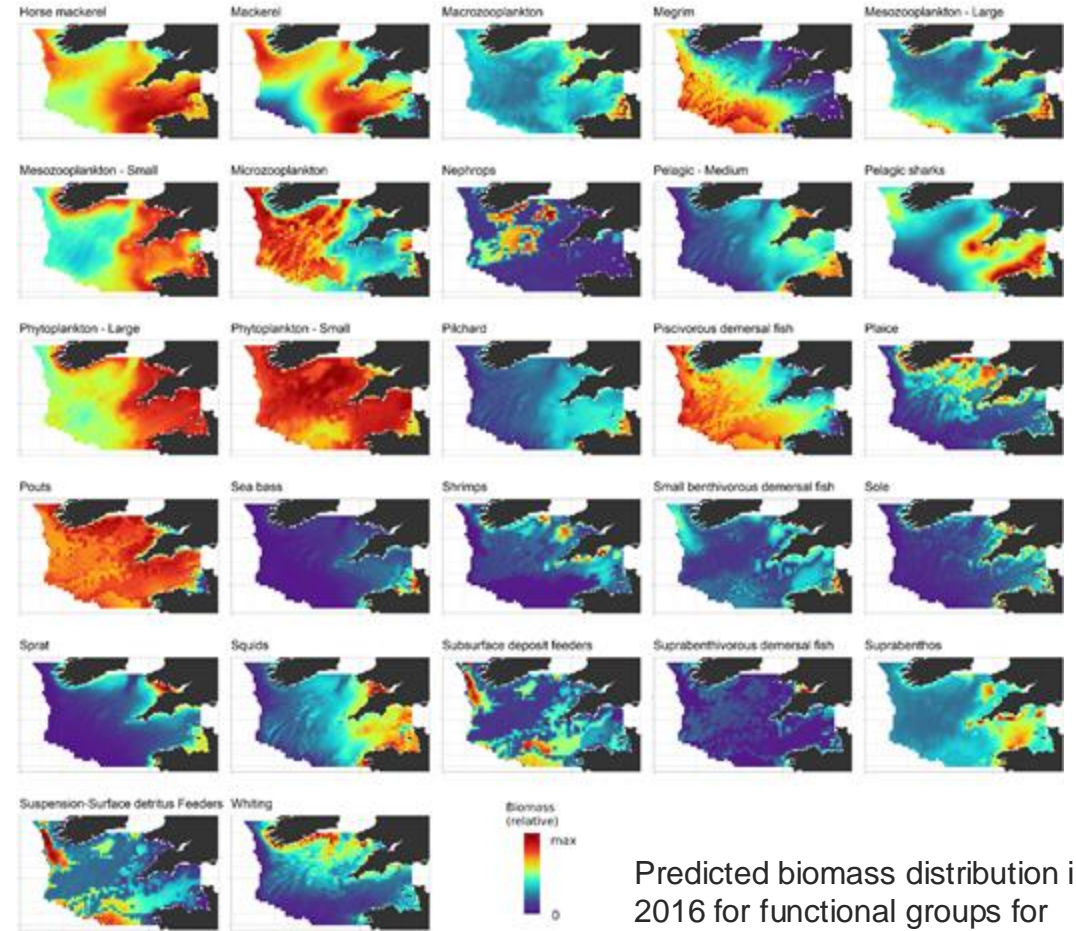 Horse mackerel
Mackerel
Macrozooplankton
Megrim
Mesozooplankton - Large
Mesozooplankton - Small
Microzooplankton
Nephrops
Pelagic - Medium
Pelagic sharks
Phytoplankton - Large
Phytoplankton - Small
Pilchard
Piscivorous demersal fish
Plaice
Pouts
Sea bass
Shrimps
Small benthivorous demersal fish
Sole
Sprat
Squids
Subsurface deposit feeders
Suprabenthivorous demersal fish
Suprabenthos
Suspension-Surface detritus Feeders
Whiting
Biomass
(relative)
max
0
Predicted biomass distribution i
2016 for functional groups for